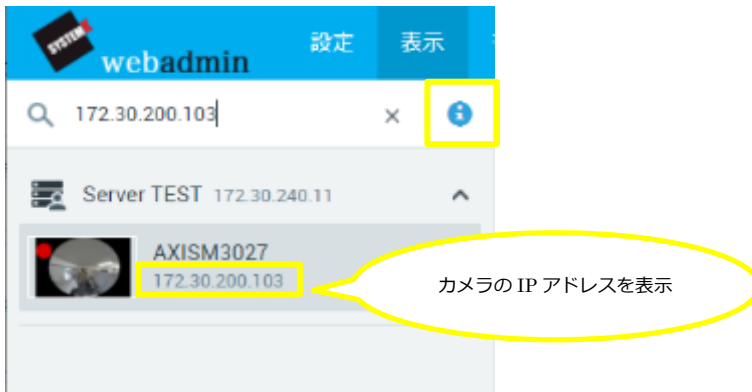 SYSTEM
webadmin
設定
表示
172.30.200.103
Server TEST 172.30.240.11
AXISM3027
172.30.200.103
カメラの IP アドレスを表示